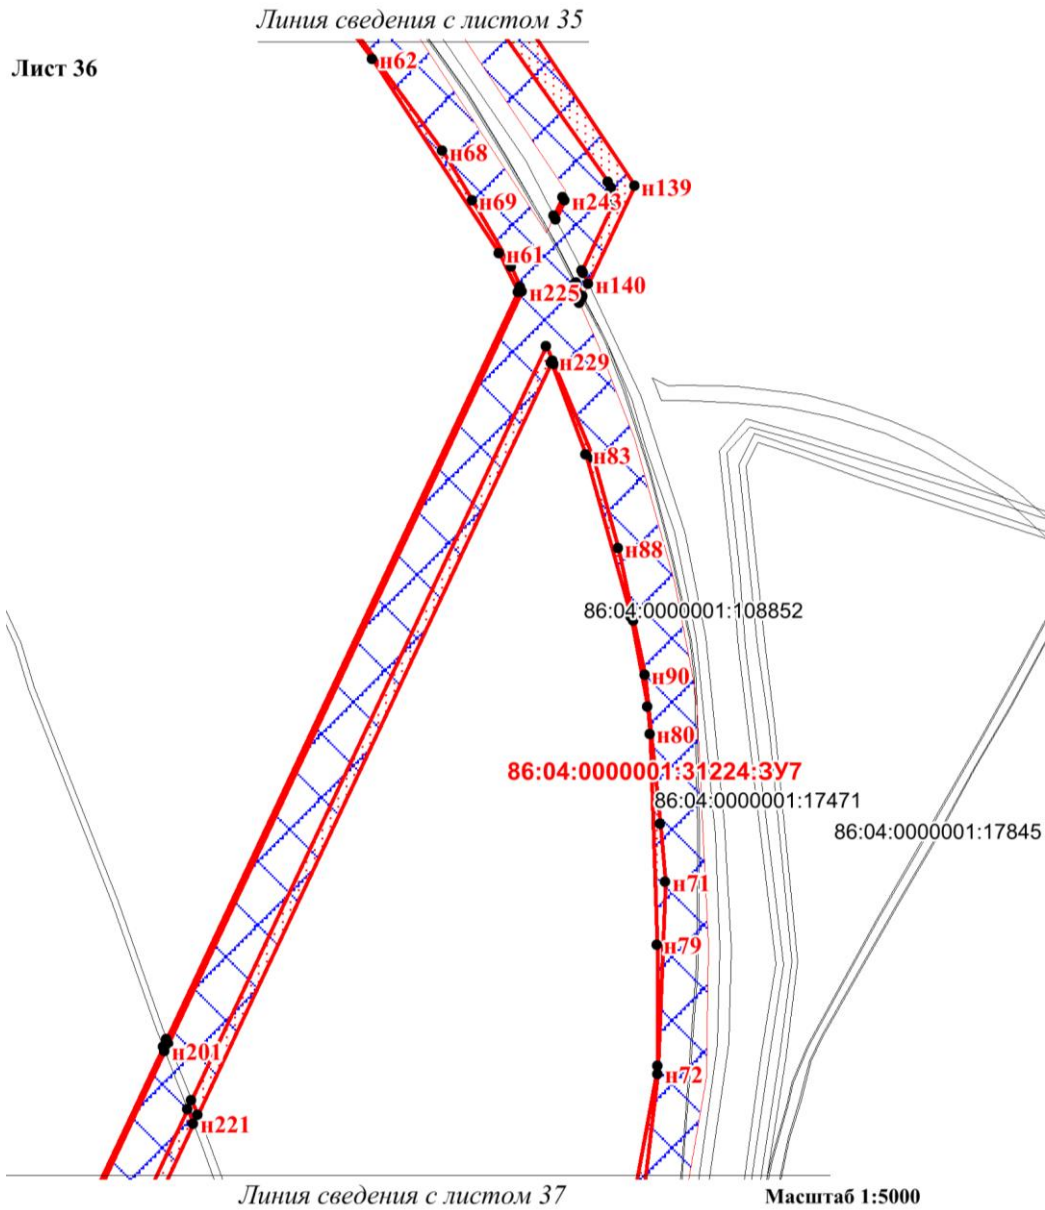 Линия сведения с листом 35
Лист 36
н62
н68
н69
н243
н139
н61
н225
н140
н229
н83
н88
86:04:0000001:108852
н90
н80
86:04:0000001:31224:ЗУ7
86:04:0000001:17471
86:04:0000001:17845
н71
н79
н201
н72
н221
Линия сведения с листом 37
Масштаб 1:5000